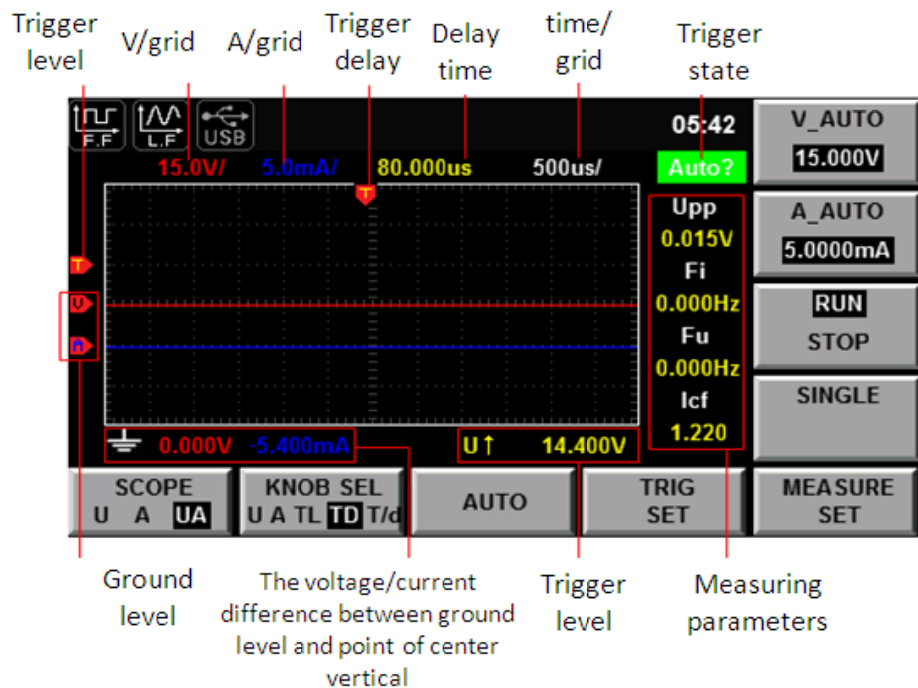 Trigger level
V/grid
A/grid
Trigger delay
Delay time
time/ grid
Trigger state
F.F
L.F
USB
05:42
V_AUTO
15.000V
15.0V/
5.0mA/
80.000us
500us/
Auto?
T
Upp
0.015V
A_AUTO
5.0000mA
T
Fi
U
0.000Hz
RUN
STOP
A
Fu
0.000Hz
Icf
1.220
SINGLE
0.000V
-5.400mA
U↑
14.400V
SCOPE
U A UA
KNOB SEL
U A TL TD T/d
AUTO
TRIG
SET
MEASURE
SET
Ground
level
The voltage/current
difference between ground
level and point of center
vertical
Trigger
level
Measuring
parameters